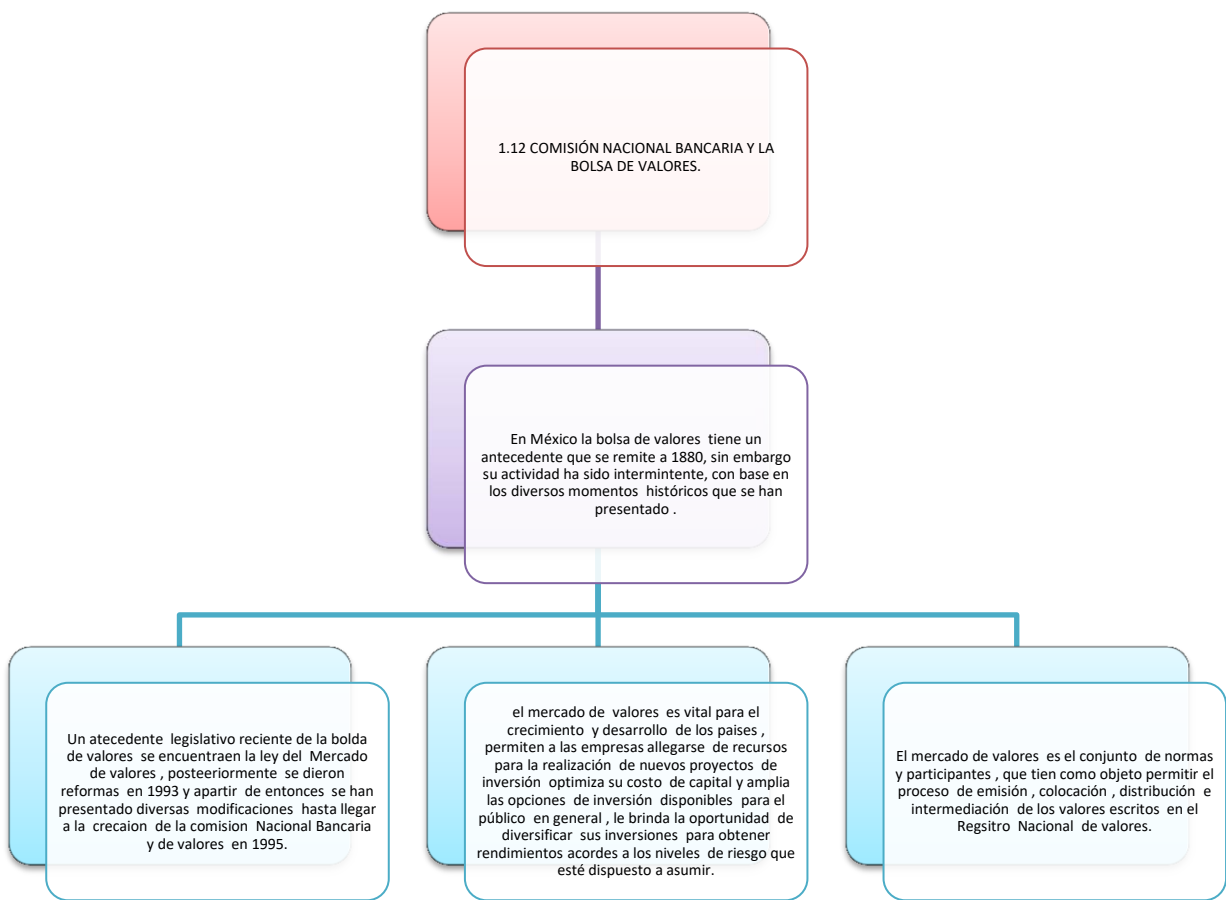 1.12 COMISIÓN NACIONAL BANCARIA Y LA
BOLSA DE VALORES.
En México la bolsa de valores tiene un
antecedente que se remite a 1880, sin embargo
su actividad ha sido intermintente, con base en
los diversos momentos históricos que se han
presentado .
Un atecedente legislativo reciente de la bolda
de valores se encuentraen la ley del Mercado
de valores , posteeriormente se dieron
reformas en 1993 y apartir de entonces se han
presentado diversas modificaciones hasta llegar
a la crecaion de la comision Nacional Bancaria
y de valores en 1995.
el mercado de valores es vital para el
crecimiento y desarrollo de los paises ,
permiten a las empresas allegarse de recursos
para la realización de nuevos proyectos de
inversión optimiza su costo de capital y amplia
las opciones de inversión disponibles para el
público en general , le brinda la oportunidad de
diversificar sus inversiones para obtener
rendimientos acordes a los niveles de riesgo que
esté dispuesto a asumir.
El mercado de valores es el conjunto de normas
y participantes , que tien como objeto permitir el
proceso de emisión , colocación , distribución e
intermediación de los valores escritos en el
Regsitro Nacional de valores.